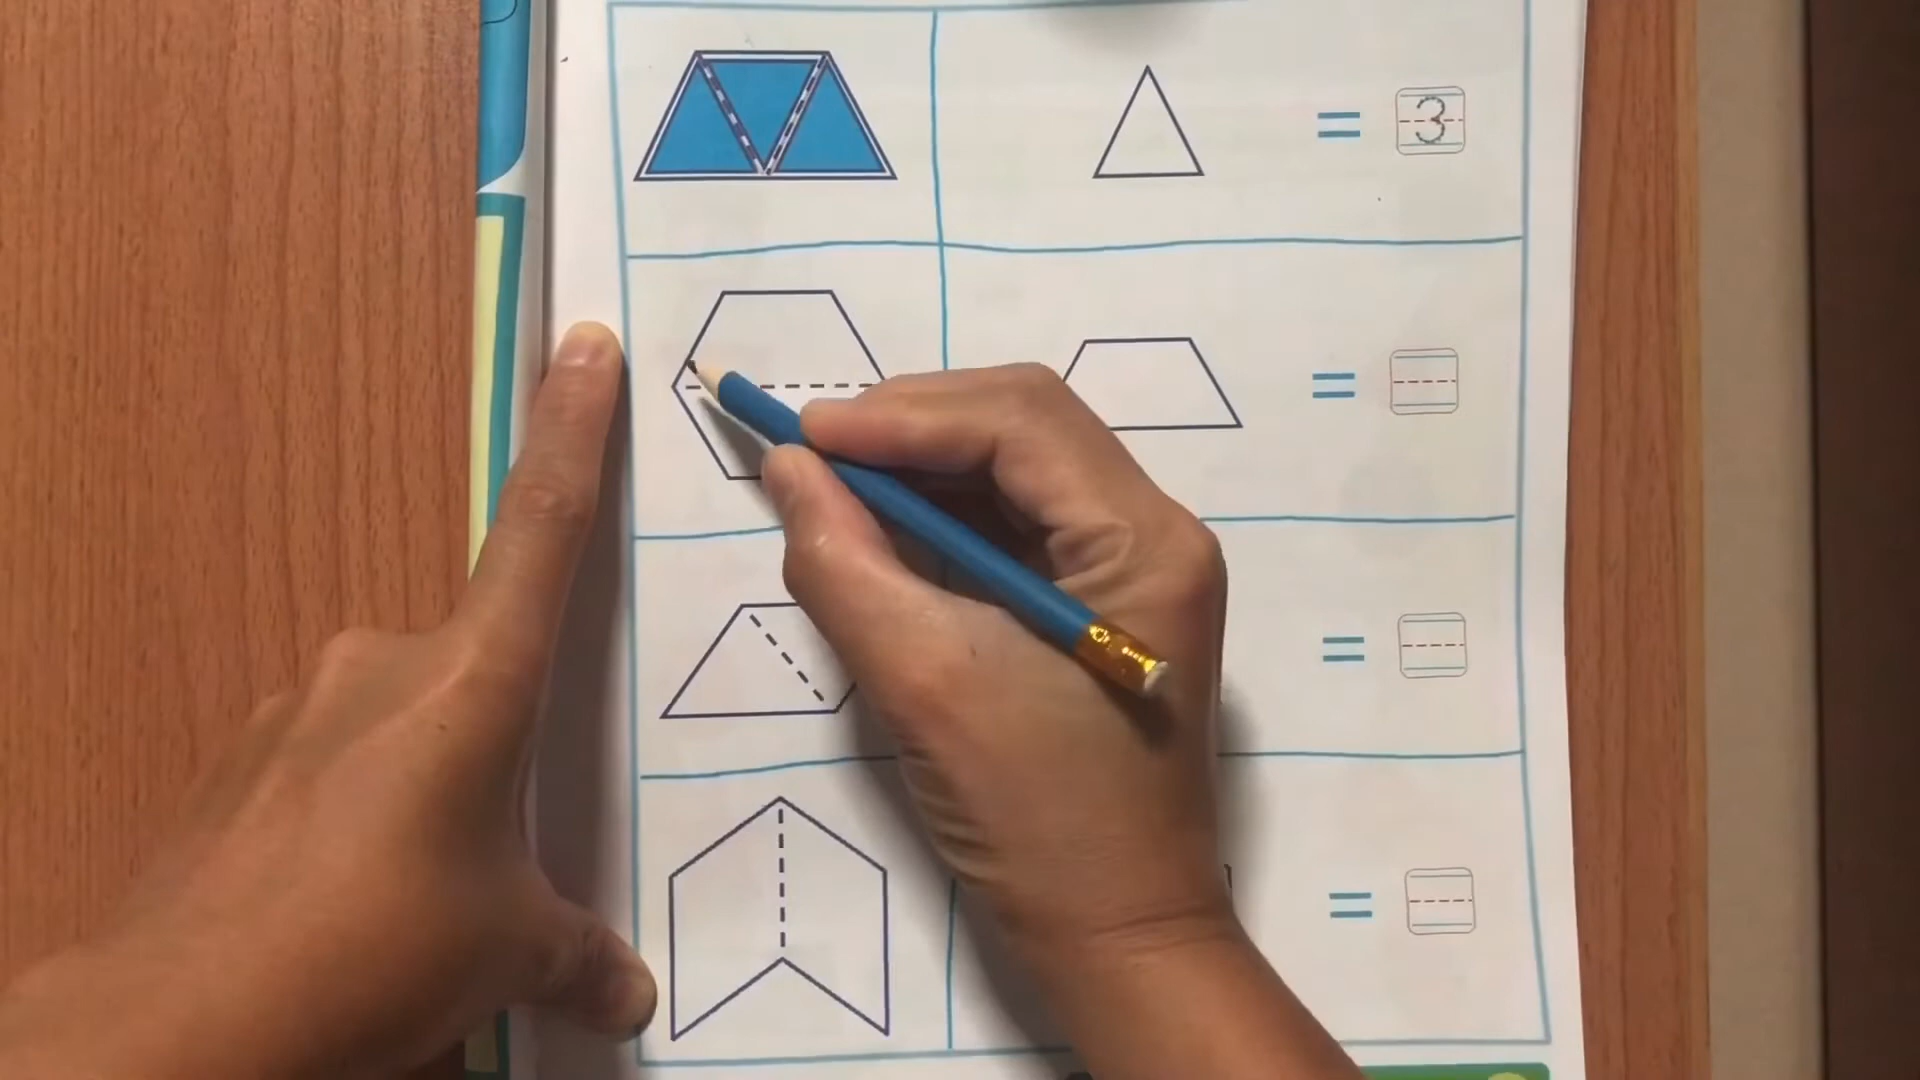 = 3
=
=
=